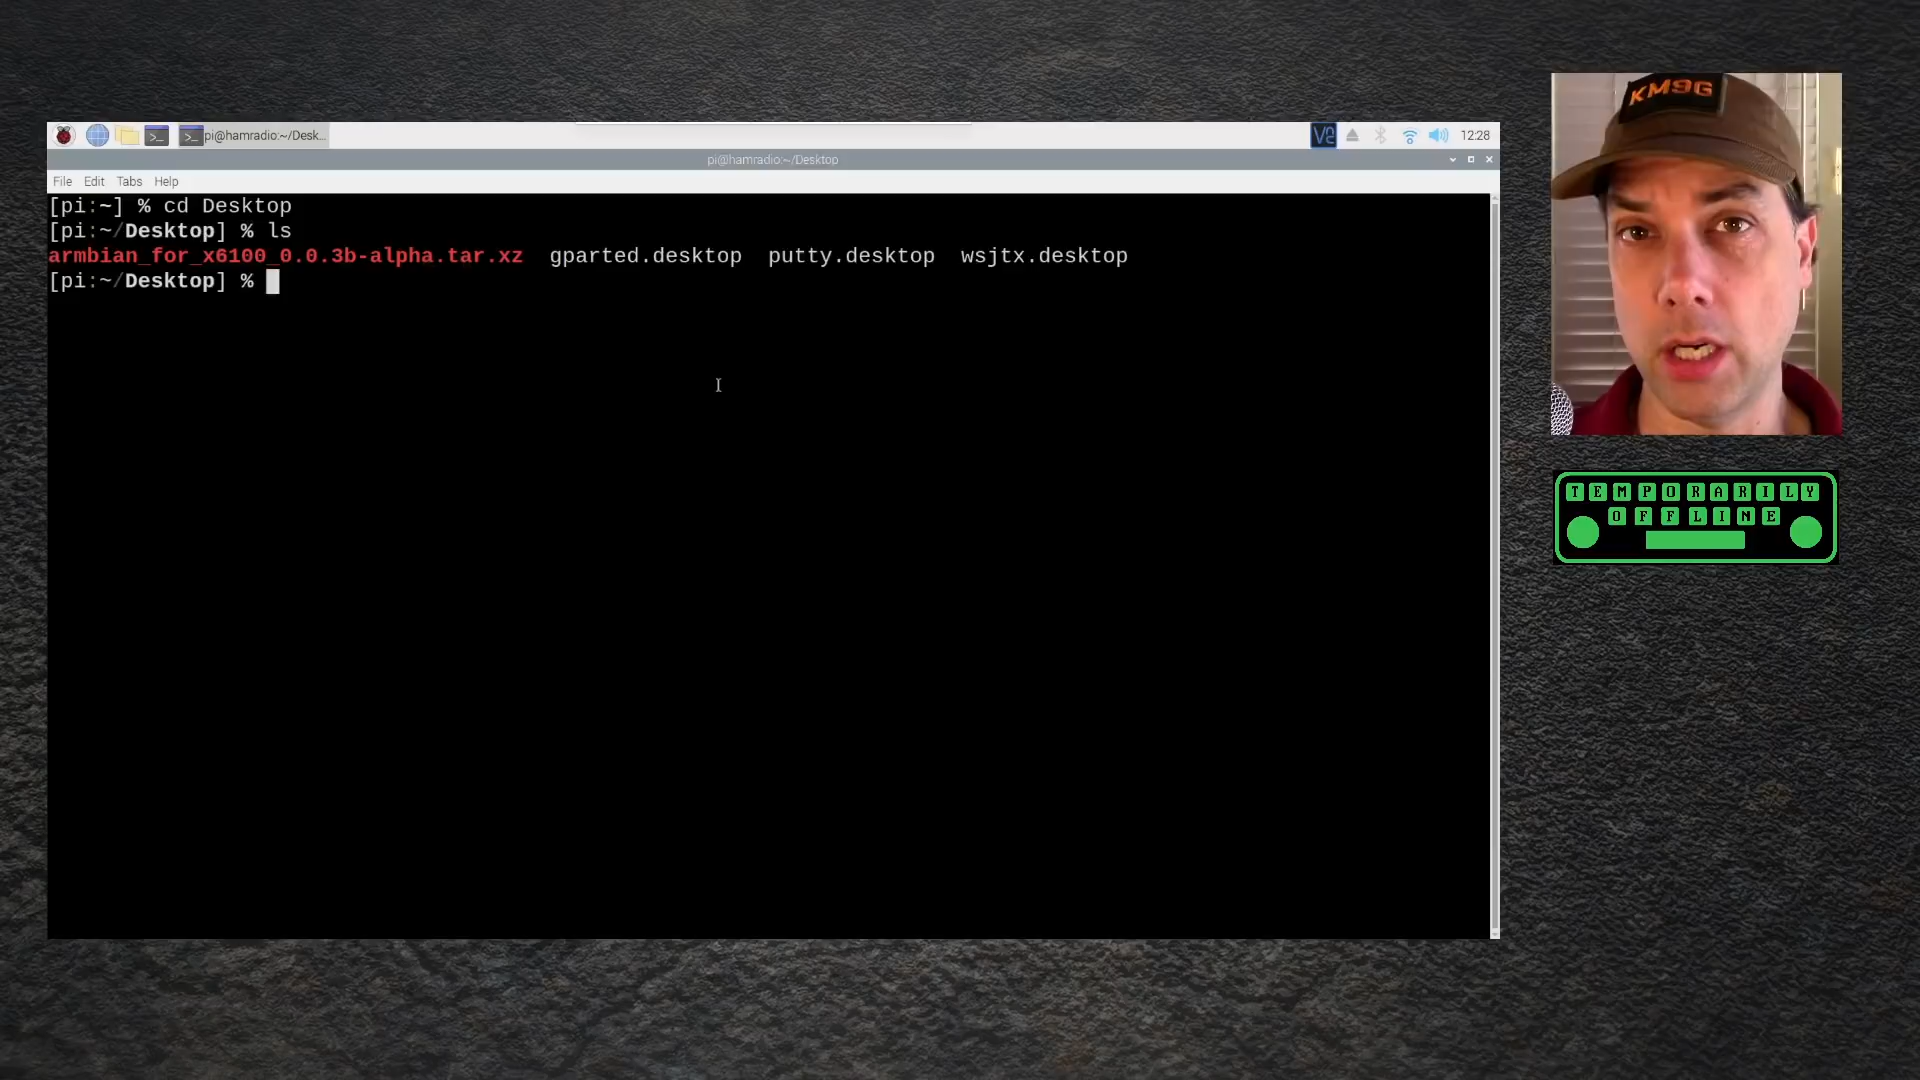 pi@hamradio:~/Desk...
12:28
pi@hamradio:~/Desktop
File Edit Tabs Help
[pi:~] % cd Desktop
[pi:~/Desktop] % ls
armbian_for_x6100_0.0.3b-alpha.tar.xz gparted.desktop putty.desktop wsjtx.desktop
[pi:~/Desktop] %
KM9G
TEMPORARILY
OFFLINE